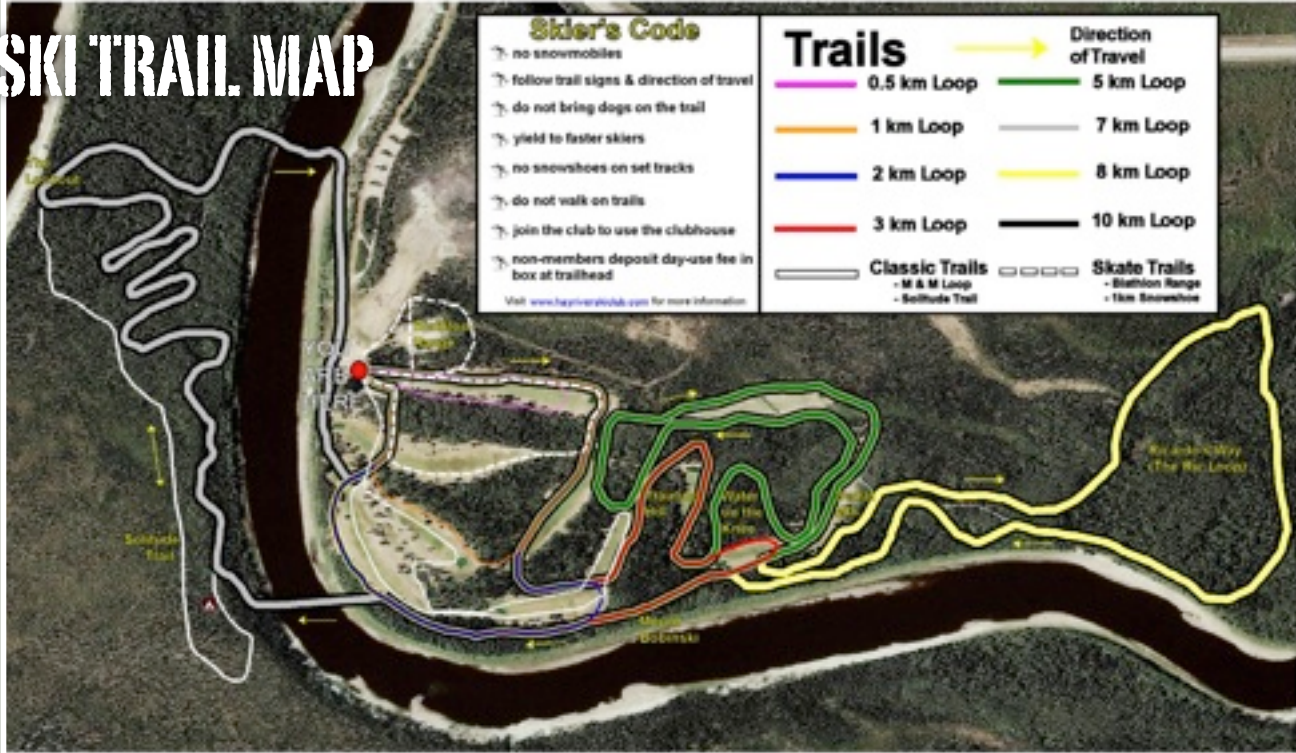 SKI TRAIL MAP
Skier's Code
no snowmobiles
follow trail signs & direction of travel
do not bring dogs on the trail
yield to faster skiers
no snowshoes on set tracks
do not walk on trails
join the club to use the clubhouse
non-members deposit day-use fee in
box at trailhead
Visit www.hayriverskiclub.com for more information
Trails
Direction
of Travel
0.5 km Loop
5 km Loop
1 km Loop
7 km Loop
2 km Loop
8 km Loop
3 km Loop
10 km Loop
Classic Trails
- M & M Loop
- Solitude Trail
Skate Trails
- Biathlon Range
- 1km Snowshoe
YOU
ARE
HERE
(The Ric Loop)
Solitude
Trail
Bobinski